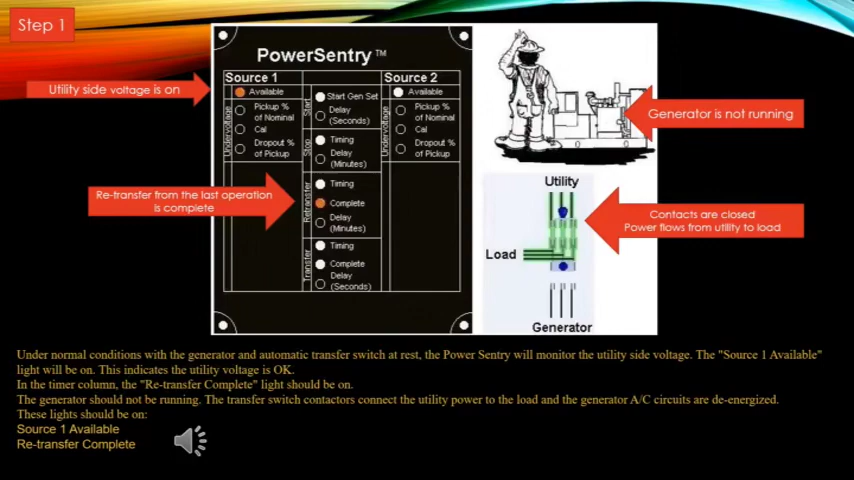 Step 1
PowerSentry™
Source 1
Source 2
Utility side voltage is on
Available
Start Gen Set
Available
Generator is not running
Undervoltage
Pickup %
of Nominal
Cal
Dropout %
of Pickup
Start
Delay
(Seconds)
Undervoltage
Pickup %
of Nominal
Cal
Dropout %
of Pickup
Stop
Timing
Delay
(Minutes)
Re-transfer from the last operation
is complete
Retransfer
Timing
Complete
Delay
(Minutes)
Utility
Contacts are closed
Power flows from utility to load
Load
Transfer
Timing
Complete
Delay
(Seconds)
Generator
Under normal conditions with the generator and automatic transfer switch at rest, the Power Sentry will monitor the utility side voltage. The "Source 1 Available"
light will be on. This indicates the utility voltage is OK.
In the timer column, the "Re-transfer Complete" light should be on.
The generator should not be running. The transfer switch contactors connect the utility power to the load and the generator A/C circuits are de-energized.
These lights should be on:
Source 1 Available
Re-transfer Complete